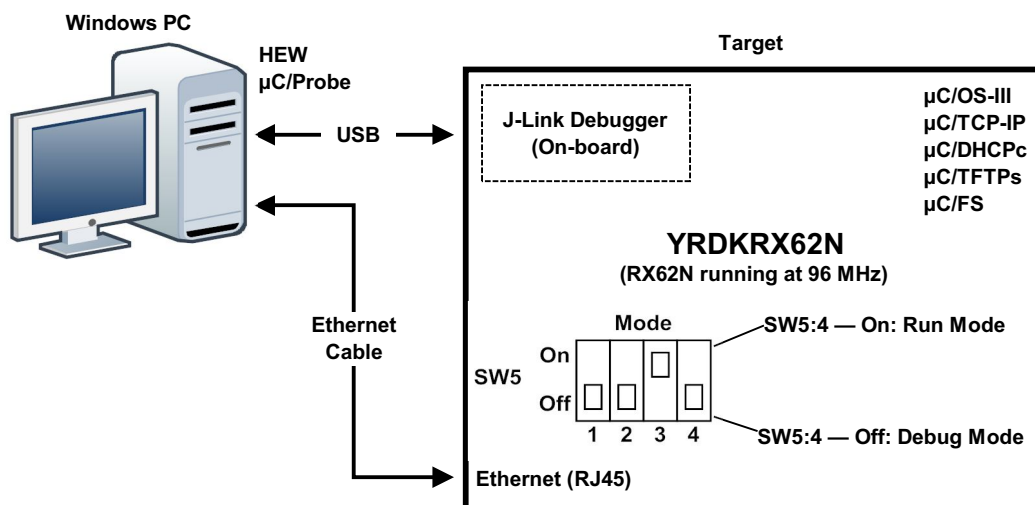 Windows PC
HEW
µC/Probe
USB
Ethernet
Cable
Target
J-Link Debugger
(On-board)
µC/OS-III
µC/TCP-IP
µC/DHCPc
µC/TFTPs
µC/FS
YRDKRX62N
(RX62N running at 96 MHz)
Mode
SW5:4 — On: Run Mode
On
SW5
Off
1 2 3 4
SW5:4 — Off: Debug Mode
Ethernet (RJ45)